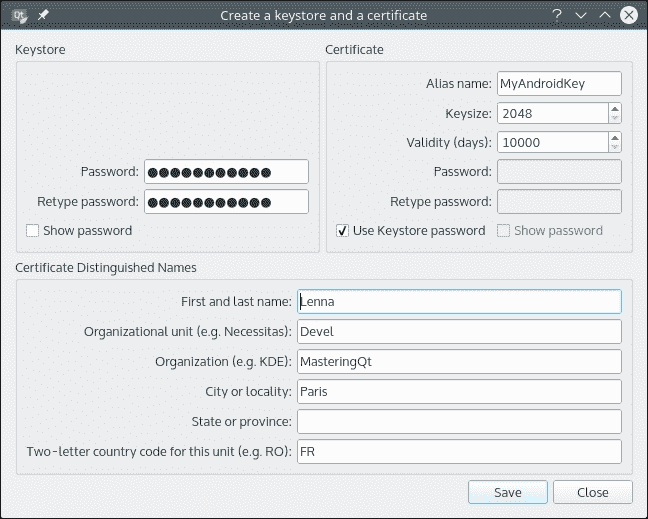 Qt
Create a keystore and a certificate
?
Keystore
Password: ●●●●●●●●●●●
Retype password: ●●●●●●●●●●●
Show password
Certificate
Alias name: MyAndroidKey
Keysize: 2048
Validity (days): 10000
Password:
Retype password:
Use Keystore password
Show password
Certificate Distinguished Names
First and last name: Lenna
Organizational unit (e.g. Necessitas): Devel
Organization (e.g. KDE): MasteringQt
City or locality: Paris
State or province:
Two-letter country code for this unit (e.g. RO): FR
Save
Close